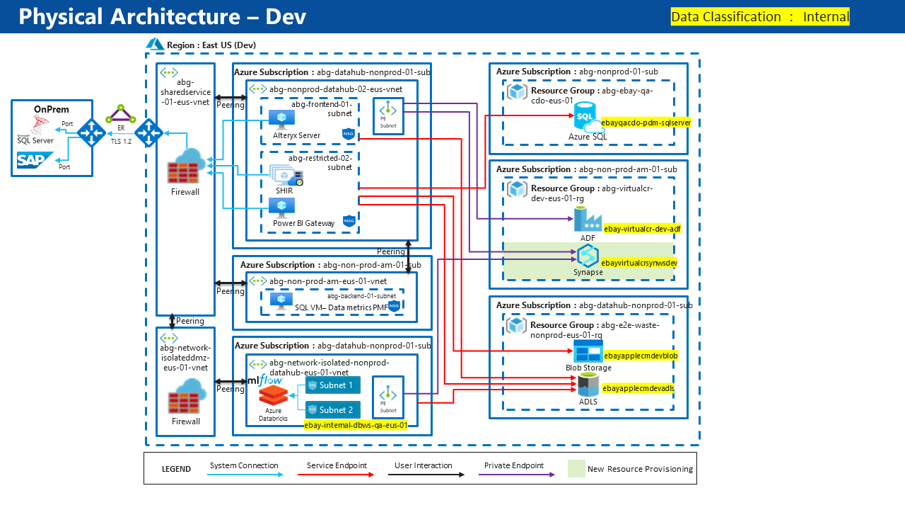 Physical Architecture – Dev
Data Classification : Internal
Region : East US (Dev)
OnPrem
SQL Server
Port
SAP
Port
ER
TLS 1.2
abg-
sharedservice
-01-eus-vnet
Firewall
Peering
Azure Subscription : abg-datahub-nonprod-01-sub
abg-nonprod-datahub-02-eus-vnet
abg-frontend-01-
subnet
Alteryx Server
NSG
PE
Subnet
abg-restricted-02-
subnet
SHIR
Power BI Gateway
NSG
Peering
Azure Subscription : abg-non-prod-am-01-sub
Peering
abg-non-prod-am-eus-01-vnet
abg-backend-01-subnet
SQL VM– Data metrics PMF
NSG
Peering
abg-network-
isolateddmz-
eus-01-vnet
Firewall
Peering
Azure Subscription : abg-datahub-nonprod-01-sub
abg-network-isolated-nonprod-
datahub-eus-01-vnet
mlflow
Azure
Databricks
Subnet 1
Subnet 2
PE
Subnet
ebay-internal-dbws-qa-eus-01
Azure Subscription : abg-nonprod-01-sub
Resource Group : abg-ebay-qa-
cdo-eus-01
SQL
ebayqacdo-pdm-sqlserver
Azure SQL
Azure Subscription : abg-non-prod-am-01-sub
Resource Group : abg-virtualcr-
dev-eus-01-rg
ebay-virtualcr-dev-adf
ADF
ebayvirtualcrsynwsdev
Synapse
Azure Subscription : abg-datahub-nonprod-01-sub
Resource Group : abg-e2e-waste-
nonprod-eus-01-rg
ebayapplecmdevblob
Blob Storage
ebayapplecmdevadls
ADLS
LEGEND
System Connection
Service Endpoint
User Interaction
Private Endpoint
New Resource Provisioning